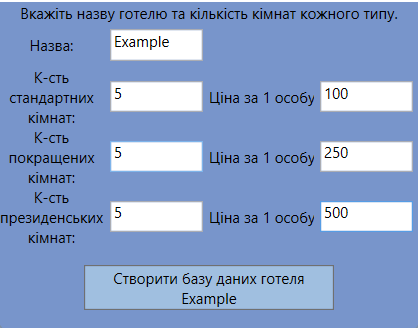 Вкажіть назву готелю та кількість кімнат кожного типу.
Назва: Example
К-сть
стандартних
кімнат:
5 Ціна за 1 особу 100
К-сть
покращених
кімнат:
5 Ціна за 1 особу 250
К-сть
президенських
кімнат:
5 Ціна за 1 особу 500
Створити базу даних готеля
Example